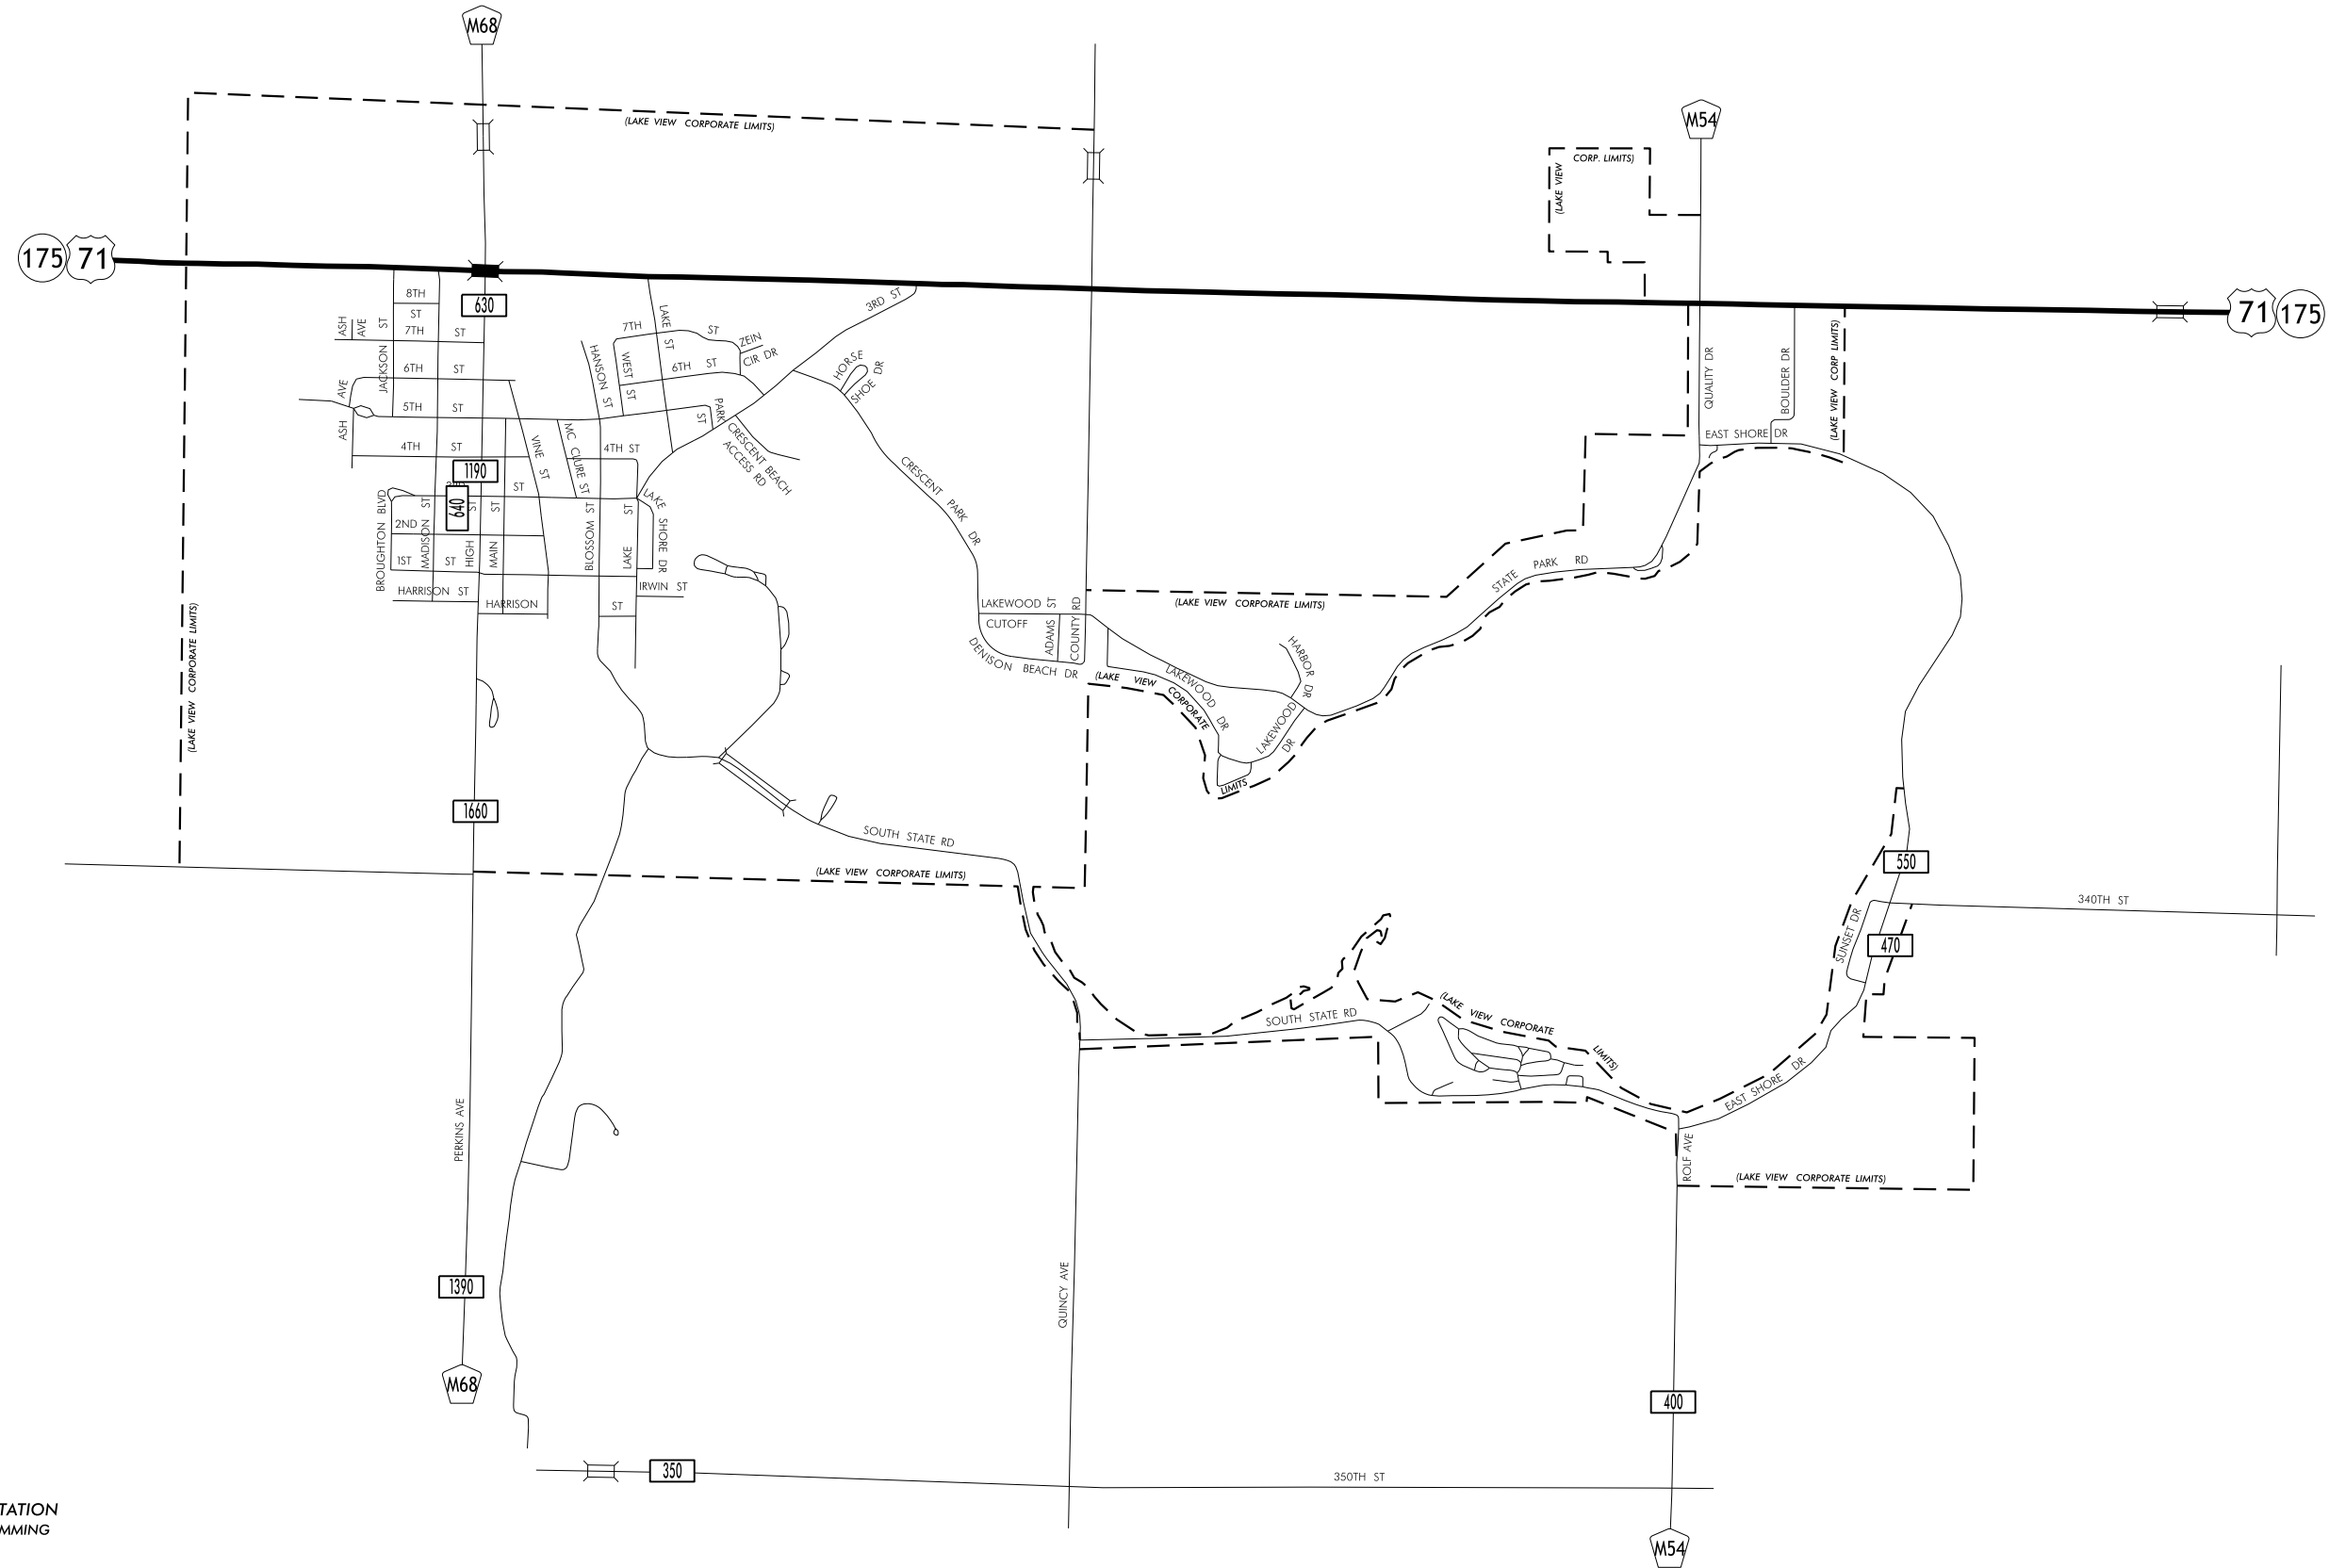 M68
(LAKE VIEW CORPORATE LIMITS)
M54
CORP. LIMITS)
(LAKE VIEW
175
71
71
175
630
8TH
ST
7TH ST
ASH
AVE
JACKSON ST
6TH ST
ASH AVE
5TH ST
4TH ST
1190
ST
640
BROUGHTON BLVD
2ND
MADISON ST
HIGH ST
MAIN ST
1ST ST
HARRISON ST
HARRISON ST
VINE ST
MC CLURE ST
HANSON ST
WEST ST
7TH ST
LAKE ST
6TH ST
ZEIN
CIR DR
3RD ST
HORSE
SHOE DR
PARK ST
CRESCENT BEACH
ACCESS RD
4TH ST
BLOSSOM ST
LAKE ST
LAKE SHORE DR
IRWIN ST
CRESCENT PARK DR
LAKEWOOD
CUTOFF
ADAMS ST
COUNTY RD
DENISON BEACH DR
(LAKE VIEW CORPORATE LIMITS)
(LAKE VIEW CORPORATE LIMITS)
LAKEWOOD DR
HARBOR DR
LAKEWOOD DR
STATE PARK RD
QUALITY DR
BOULDER DR
EAST SHORE DR
(LAKE VIEW CORP LIMITS)
(LAKE VIEW CORPORATE LIMITS)
1660
SOUTH STATE RD
(LAKE VIEW CORPORATE LIMITS)
550
340TH ST
SUNSET DR
470
SOUTH STATE RD
(LAKE VIEW CORPORATE LIMITS)
EAST SHORE DR
ROLF AVE
(LAKE VIEW CORPORATE LIMITS)
PERKINS AVE
QUINCY AVE
1390
M68
400
350
350TH ST
M54
TATION
MMING